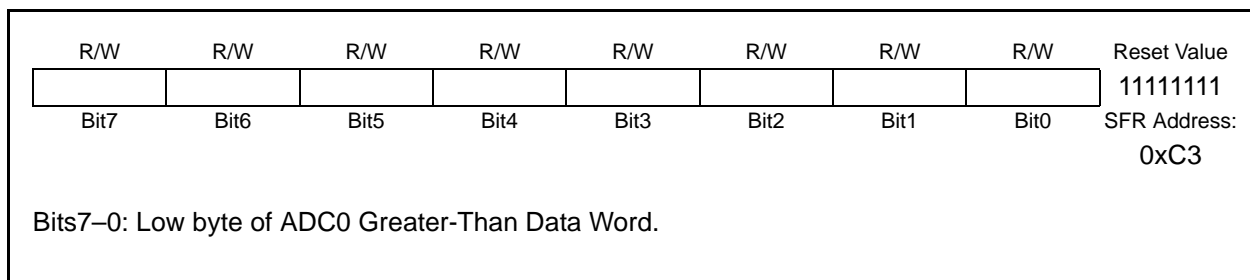 R/W R/W R/W R/W R/W R/W R/W R/W Reset Value
11111111
Bit7 Bit6 Bit5 Bit4 Bit3 Bit2 Bit1 Bit0 SFR Address:
0xC3
Bits7–0: Low byte of ADC0 Greater-Than Data Word.